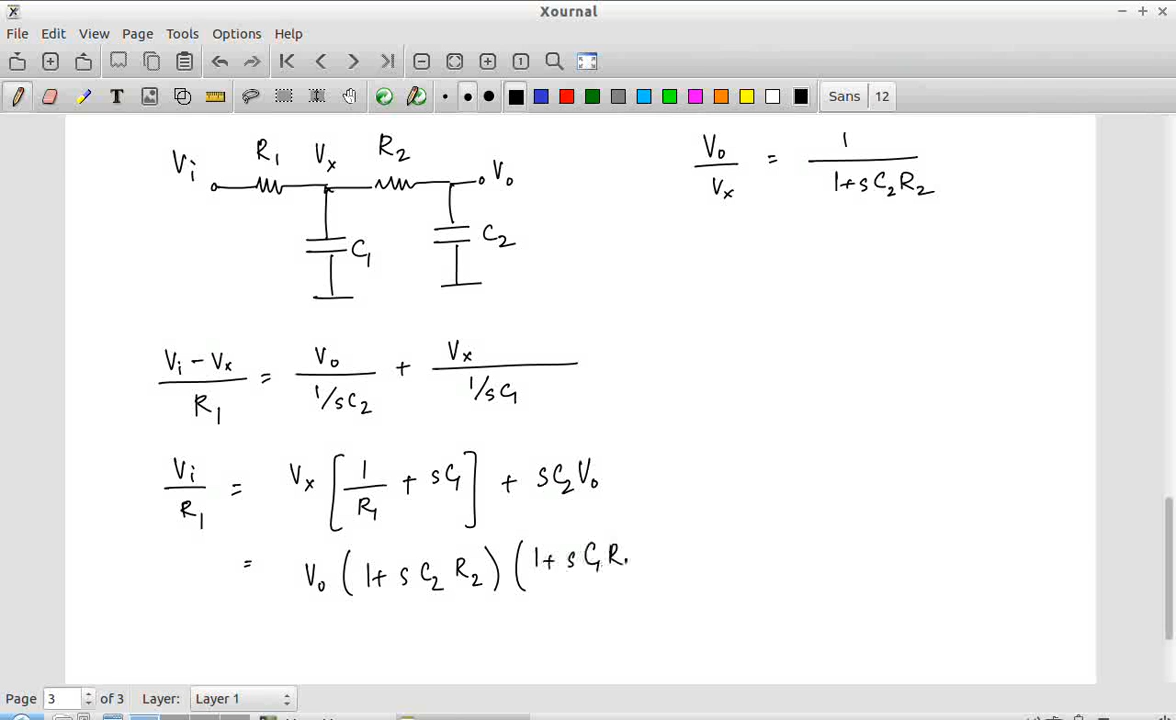 Xournal
File Edit View Page Tools Options Help
Sans 12
Vi R1 Vx R2 Vo
C1 C2
Vo/Vx = 1/(1+sC2R2)
(Vi − Vx)/R1 = Vo/(1/sC2) + Vx/(1/sC1)
Vi/R1 = Vx [1/R1 + sC1] + sC2Vo
= Vo (1+ s C2 R2) (1+ s C1R
Page 3 of 3 Layer: Layer 1